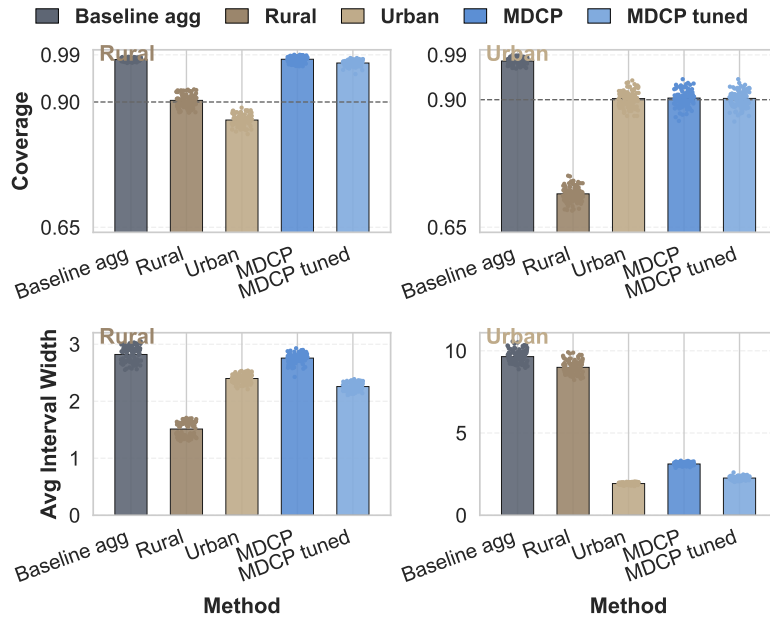 Baseline agg Rural Urban MDCP MDCP tuned
Rural
Urban
Coverage
0.99
0.90
0.65
0.99
0.90
0.65
Baseline agg Rural Urban MDCP MDCP tuned
Baseline agg Rural Urban MDCP MDCP tuned
Rural
Urban
Avg Interval Width
3
2
1
0
10
5
0
Baseline agg Rural Urban MDCP MDCP tuned
Baseline agg Rural Urban MDCP MDCP tuned
Method
Method